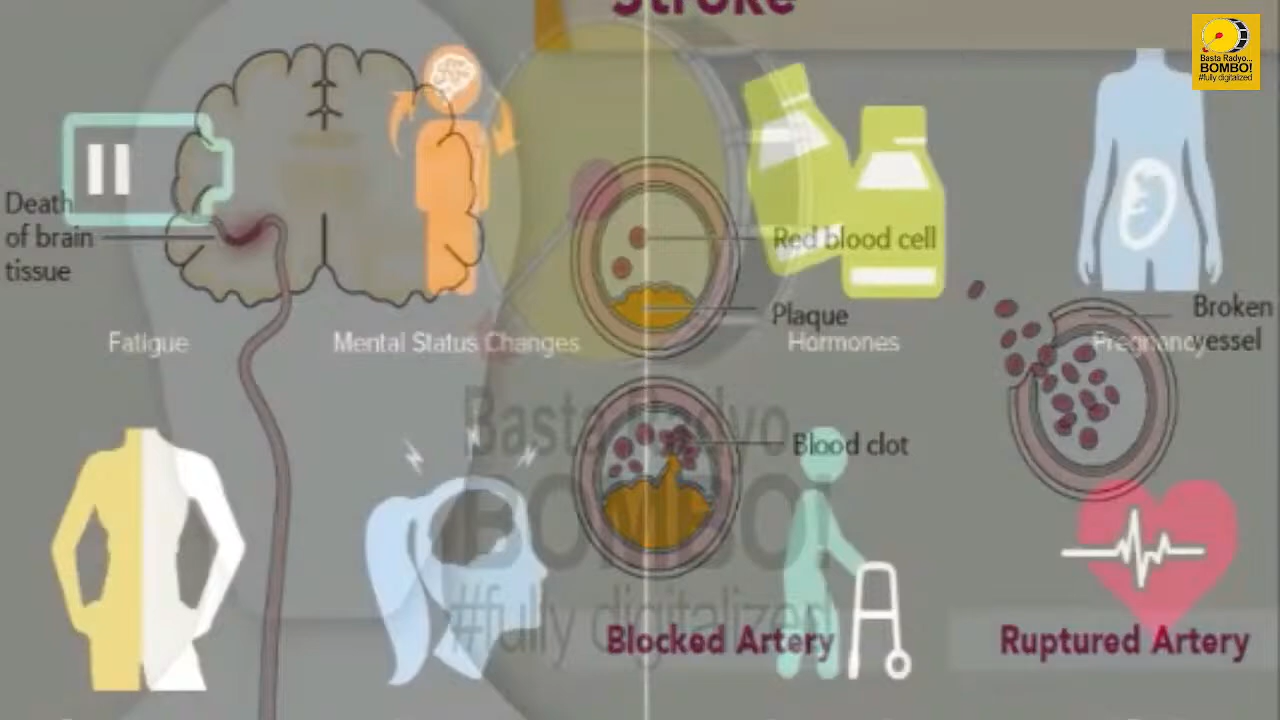 Stroke
Basta Radyo...
BOMBO!
#fully digitalized
Death
of brain
tissue
Red blood cell
Plaque
Broken
vessel
Fatigue
Mental Status Changes
Hormones
Pregnancy
Basta Radyo
BOMBO!
#fully digitalized
Blood clot
Blocked Artery
Ruptured Artery